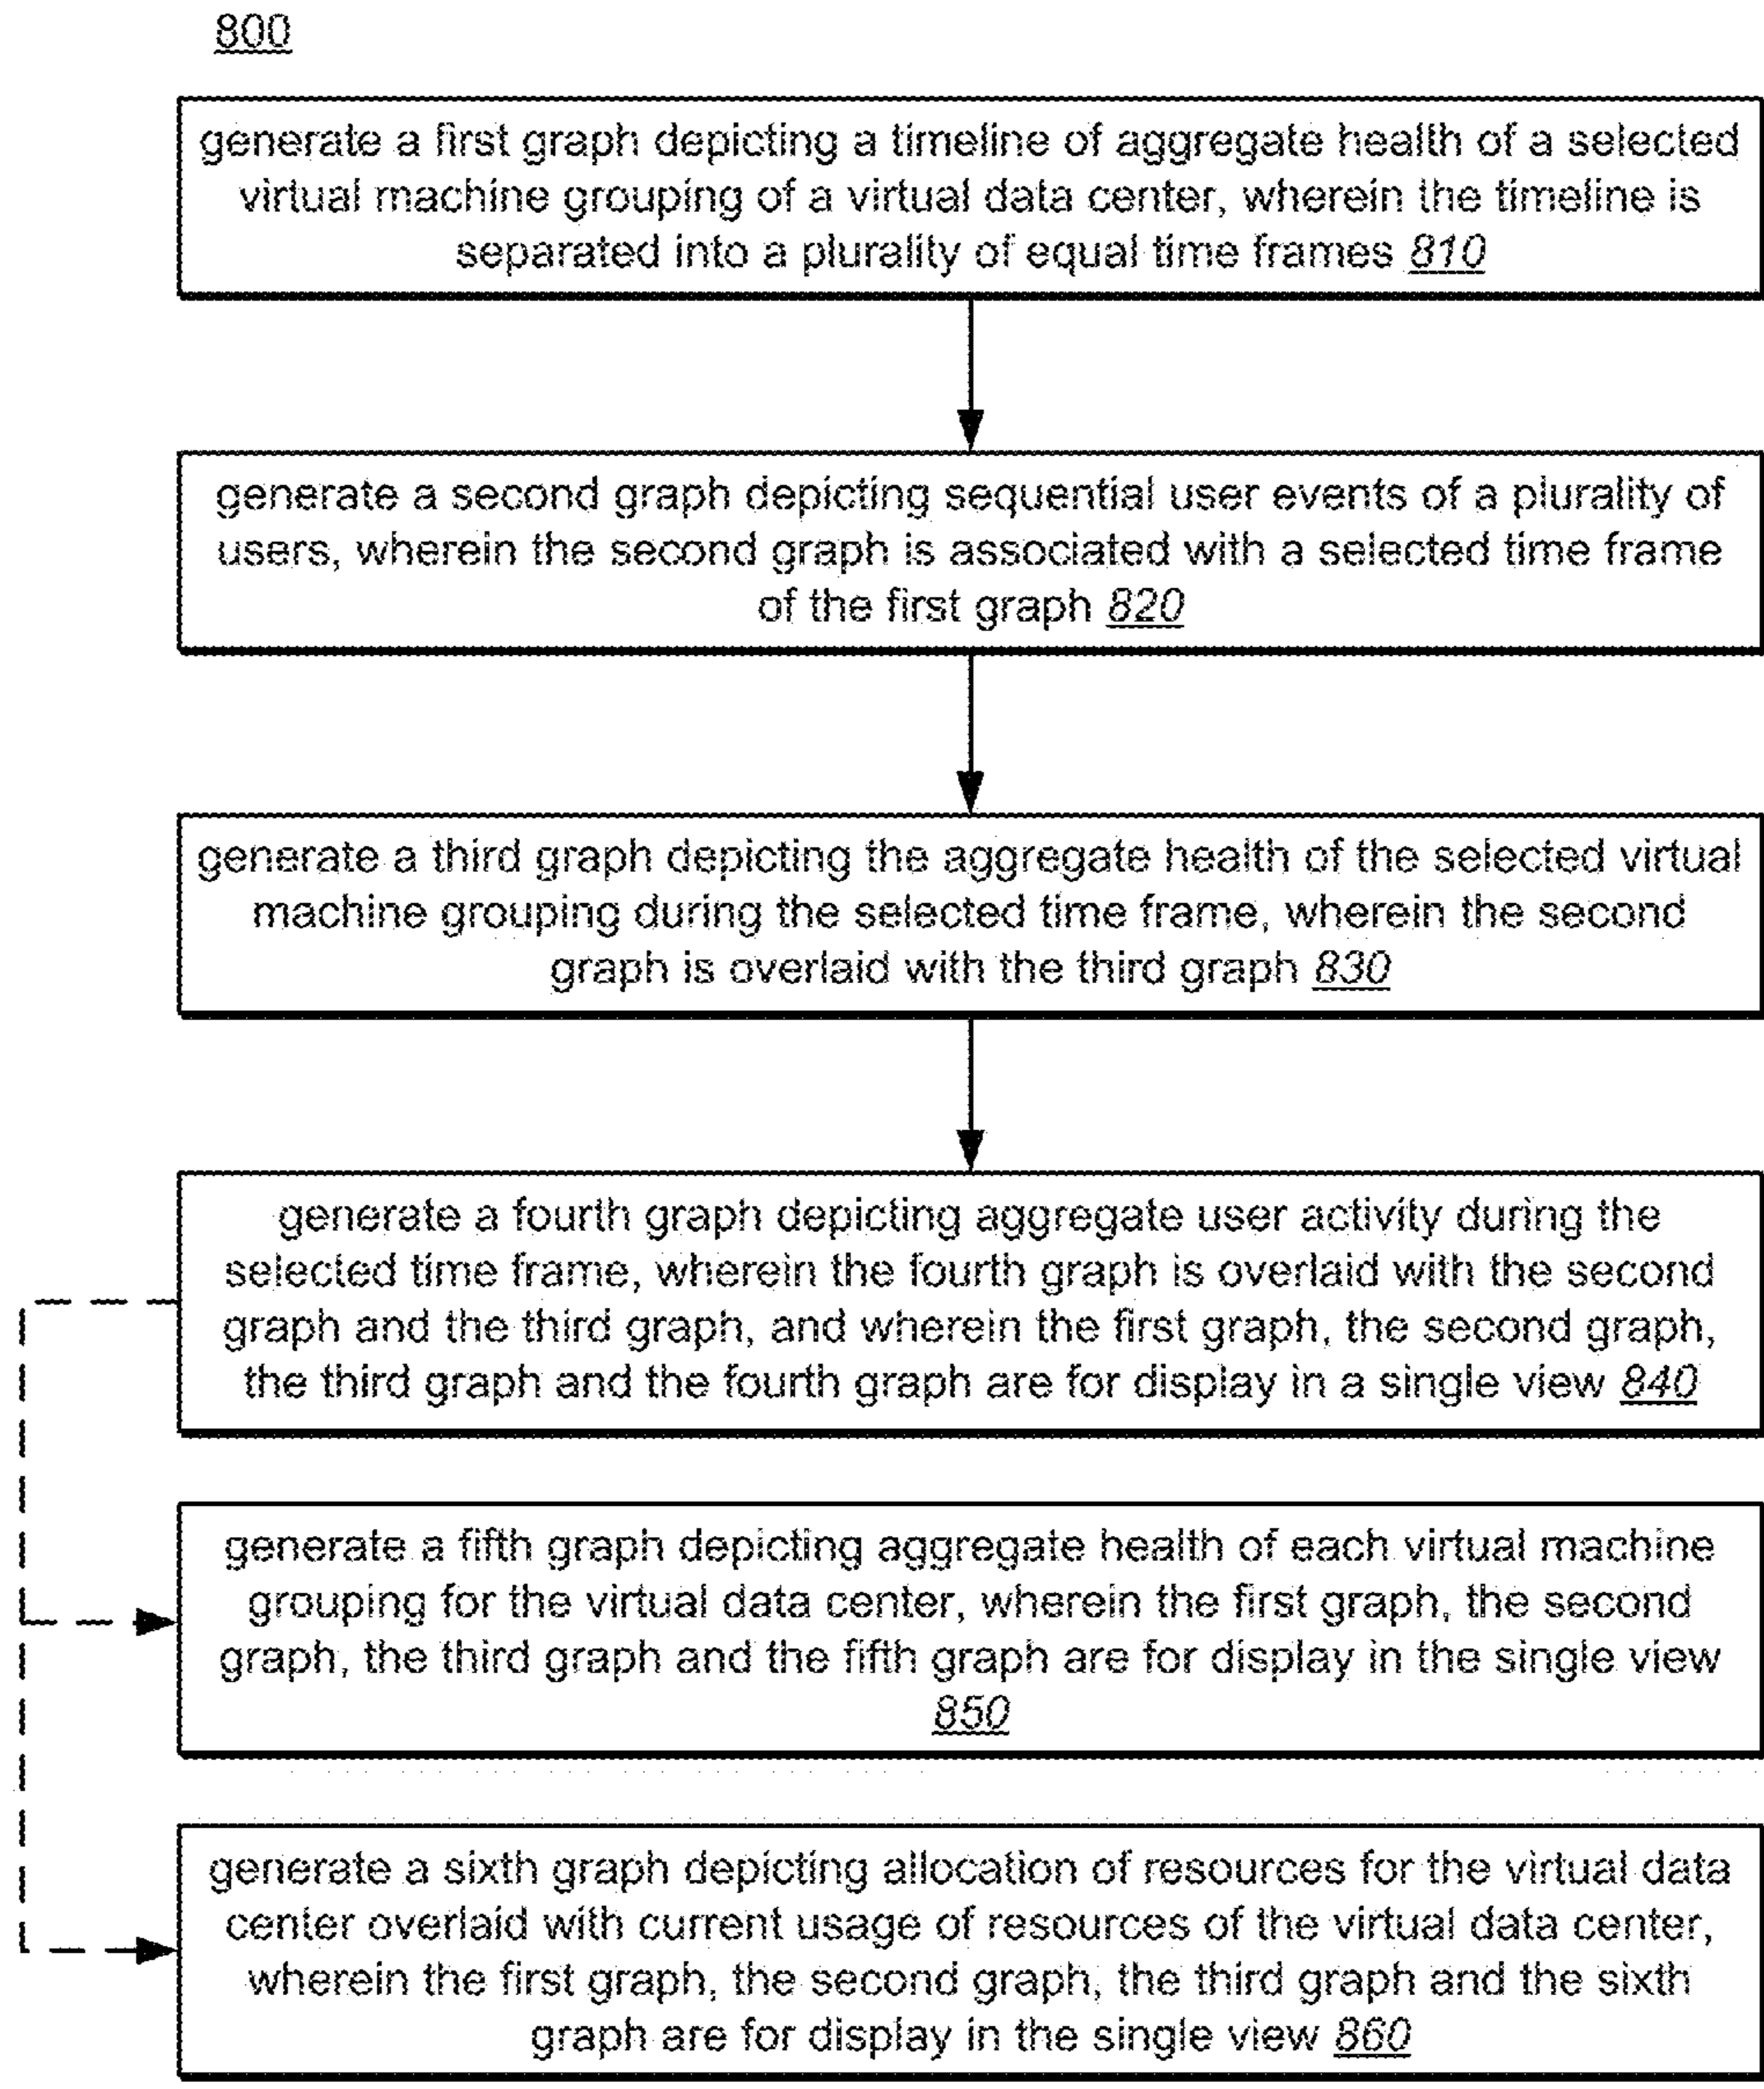 800
generate a first graph depicting a timeline of aggregate health of a selected
virtual machine grouping of a virtual data center, wherein the timeline is
separated into a plurality of equal time frames 810
generate a second graph depicting sequential user events of a plurality of
users, wherein the second graph is associated with a selected time frame
of the first graph 820
generate a third graph depicting the aggregate health of the selected virtual
machine grouping during the selected time frame, wherein the second
graph is overlaid with the third graph 830
generate a fourth graph depicting aggregate user activity during the
selected time frame, wherein the fourth graph is overlaid with the second
graph and the third graph, and wherein the first graph, the second graph,
the third graph and the fourth graph are for display in a single view 840
generate a fifth graph depicting aggregate health of each virtual machine
grouping for the virtual data center, wherein the first graph, the second
graph, the third graph and the fifth graph are for display in the single view
850
generate a sixth graph depicting allocation of resources for the virtual data
center overlaid with current usage of resources of the virtual data center,
wherein the first graph, the second graph, the third graph and the sixth
graph are for display in the single view 860